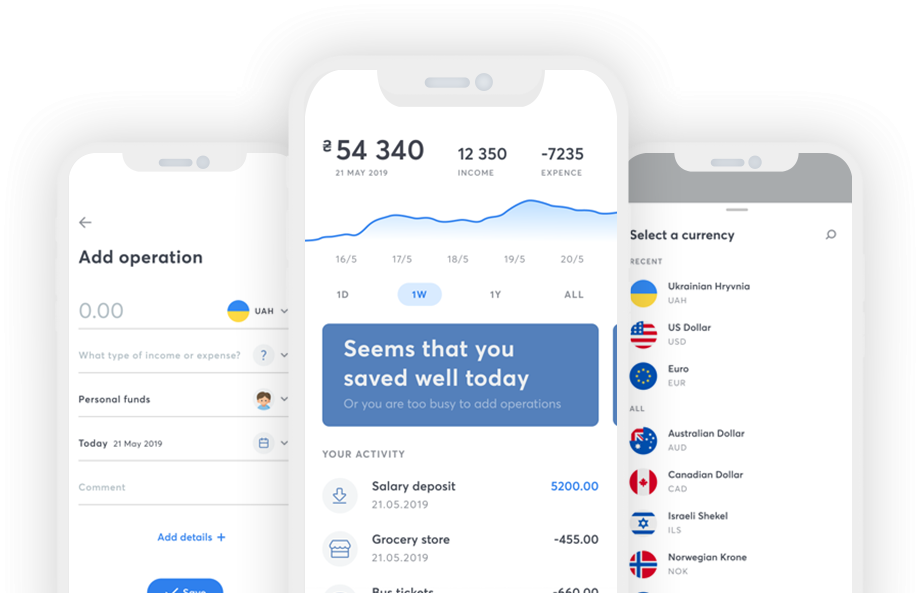 Add operation
0.00 UAH
What type of income or expense? ?
Personal funds
Today 21 May 2019
Comment
Add details +
Save
₴ 54 340
21 MAY 2019
12 350
INCOME
-7235
EXPENCE
16/5 17/5 18/5 19/5 20/5
1D 1W 1Y ALL
Seems that you
saved well today
Or you are too busy to add operations
YOUR ACTIVITY
Salary deposit 5200.00
21.05.2019
Grocery store -455.00
21.05.2019
Bus tickets -660.00
Select a currency
RECENT
Ukrainian Hryvnia
UAH
US Dollar
USD
Euro
EUR
ALL
Australian Dollar
AUD
Canadian Dollar
CAD
Israeli Shekel
ILS
Norwegian Krone
NOK